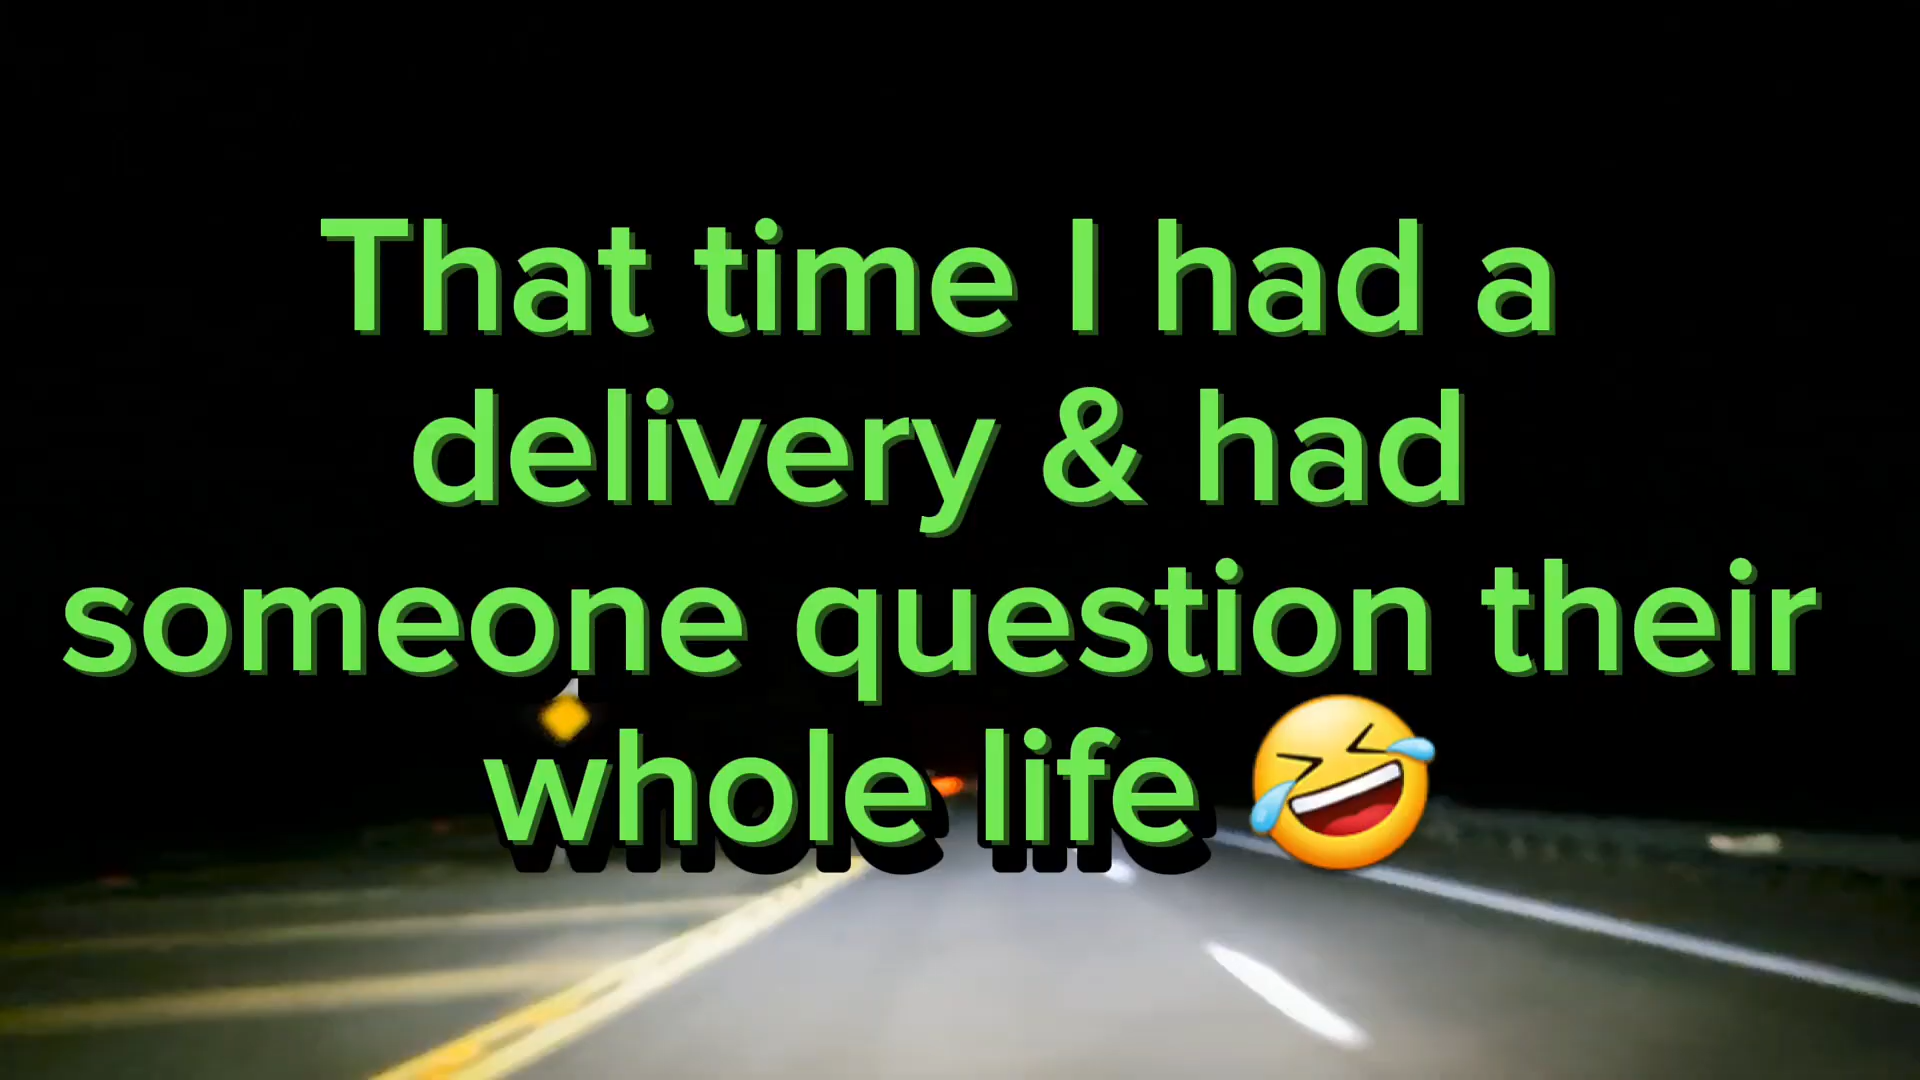 That time I had a
delivery & had
someone question their
whole life 🤣